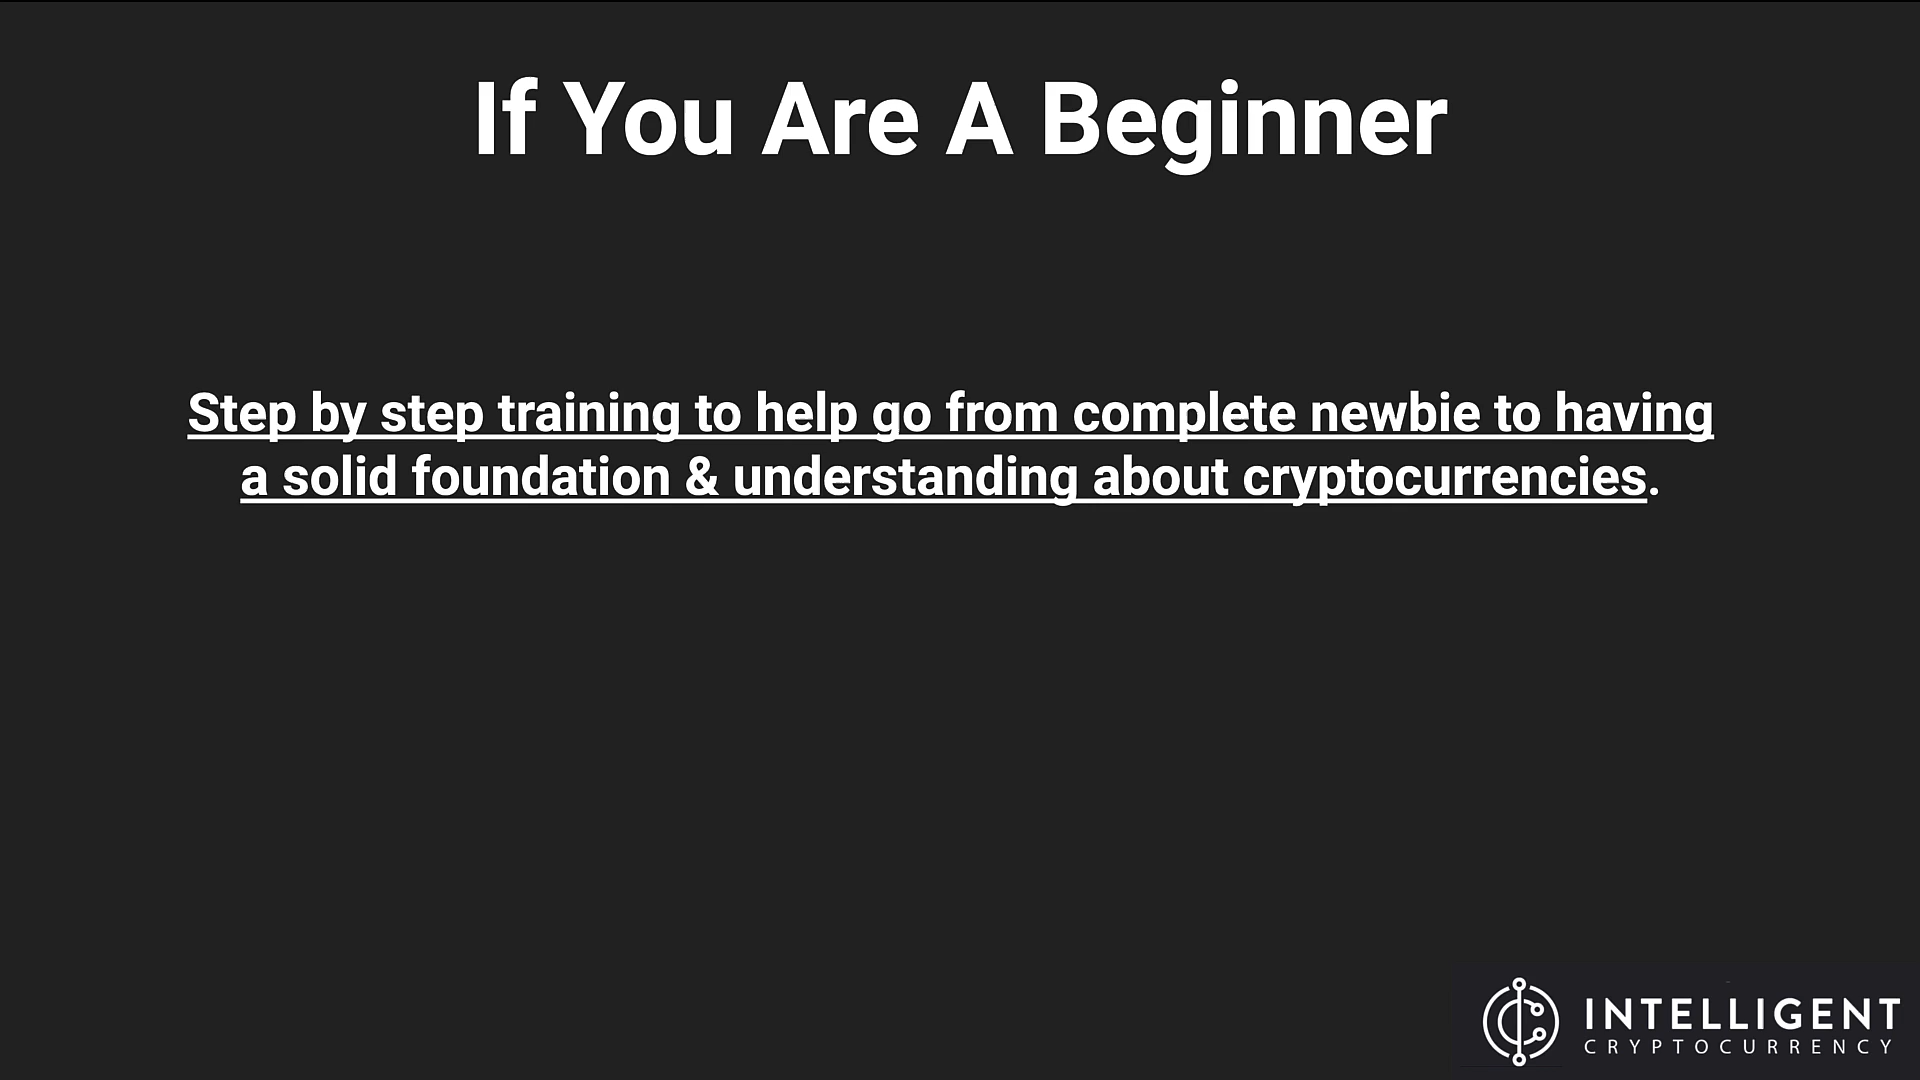 If You Are A Beginner
Step by step training to help go from complete newbie to having
a solid foundation & understanding about cryptocurrencies.
INTELLIGENT
CRYPTOCURRENCY